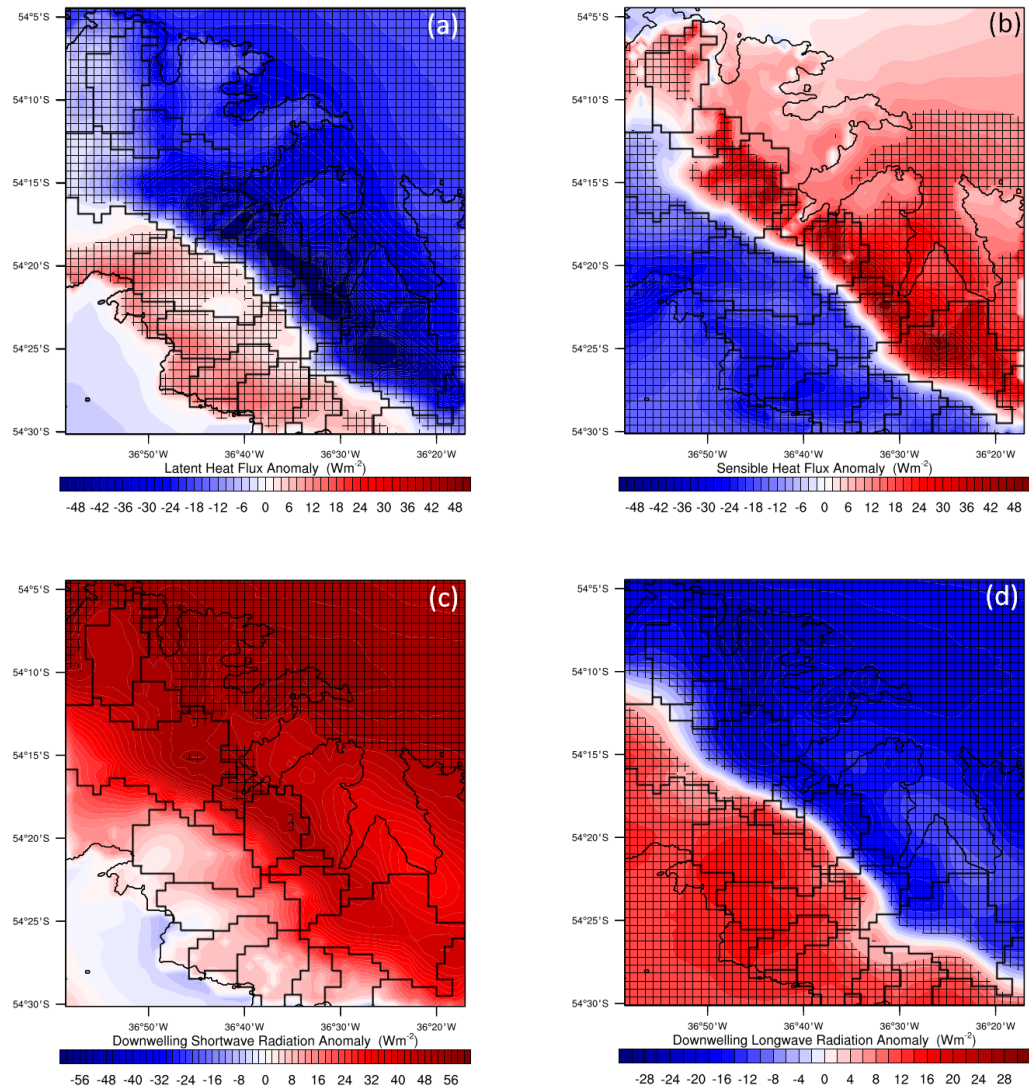 (a)
54°5'S
54°10'S
54°15'S
54°20'S
54°25'S
54°30'S
36°50'W 36°40'W 36°30'W 36°20'W
Latent Heat Flux Anomaly (Wm-2)
-48 -42 -36 -30 -24 -18 -12 -6 0 6 12 18 24 30 36 42 48
(b)
54°5'S
54°10'S
54°15'S
54°20'S
54°25'S
54°30'S
36°50'W 36°40'W 36°30'W 36°20'W
Sensible Heat Flux Anomaly (Wm-2)
-48 -42 -36 -30 -24 -18 -12 -6 0 6 12 18 24 30 36 42 48
(c)
54°5'S
54°10'S
54°15'S
54°20'S
54°25'S
54°30'S
36°50'W 36°40'W 36°30'W 36°20'W
Downwelling Shortwave Radiation Anomaly (Wm-2)
-56 -48 -40 -32 -24 -16 -8 0 8 16 24 32 40 48 56
(d)
54°5'S
54°10'S
54°15'S
54°20'S
54°25'S
54°30'S
36°50'W 36°40'W 36°30'W 36°20'W
Downwelling Longwave Radiation Anomaly (Wm-2)
-28 -24 -20 -16 -12 -8 -4 0 4 8 12 16 20 24 28